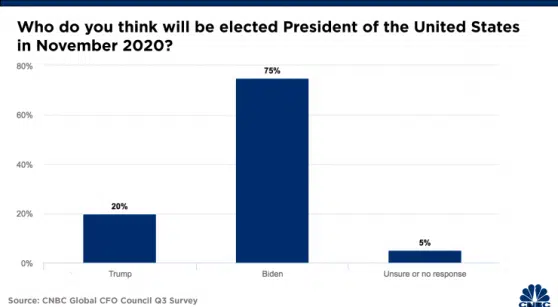 Who do you think will be elected President of the United States
in November 2020?
80%
75%
60%
40%
20%
20%
5%
0%
Trump
Biden
Unsure or no response
Source: CNBC Global CFO Council Q3 Survey
CNBC